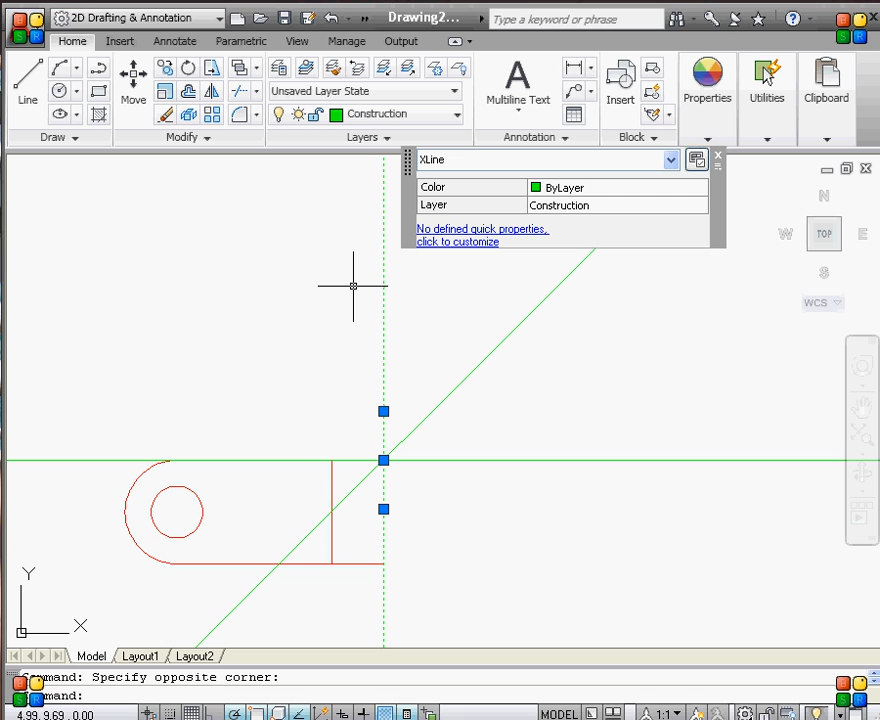 2D Drafting & Annotation
Drawing2...
Type a keyword or phrase
Home Insert Annotate Parametric View Manage Output
Line
Move
Unsaved Layer State
Construction
Multiline Text
Insert
Properties
Utilities
Clipboard
Draw
Modify
Layers
Annotation
Block
XLine
Color ByLayer
Layer Construction
No defined quick properties,
click to customize
N
W TOP E
S
WCS
Y
X
Model Layout1 Layout2
Command: Specify opposite corner:
Command:
4.99, 9.69, 0.00
MODEL
1:1